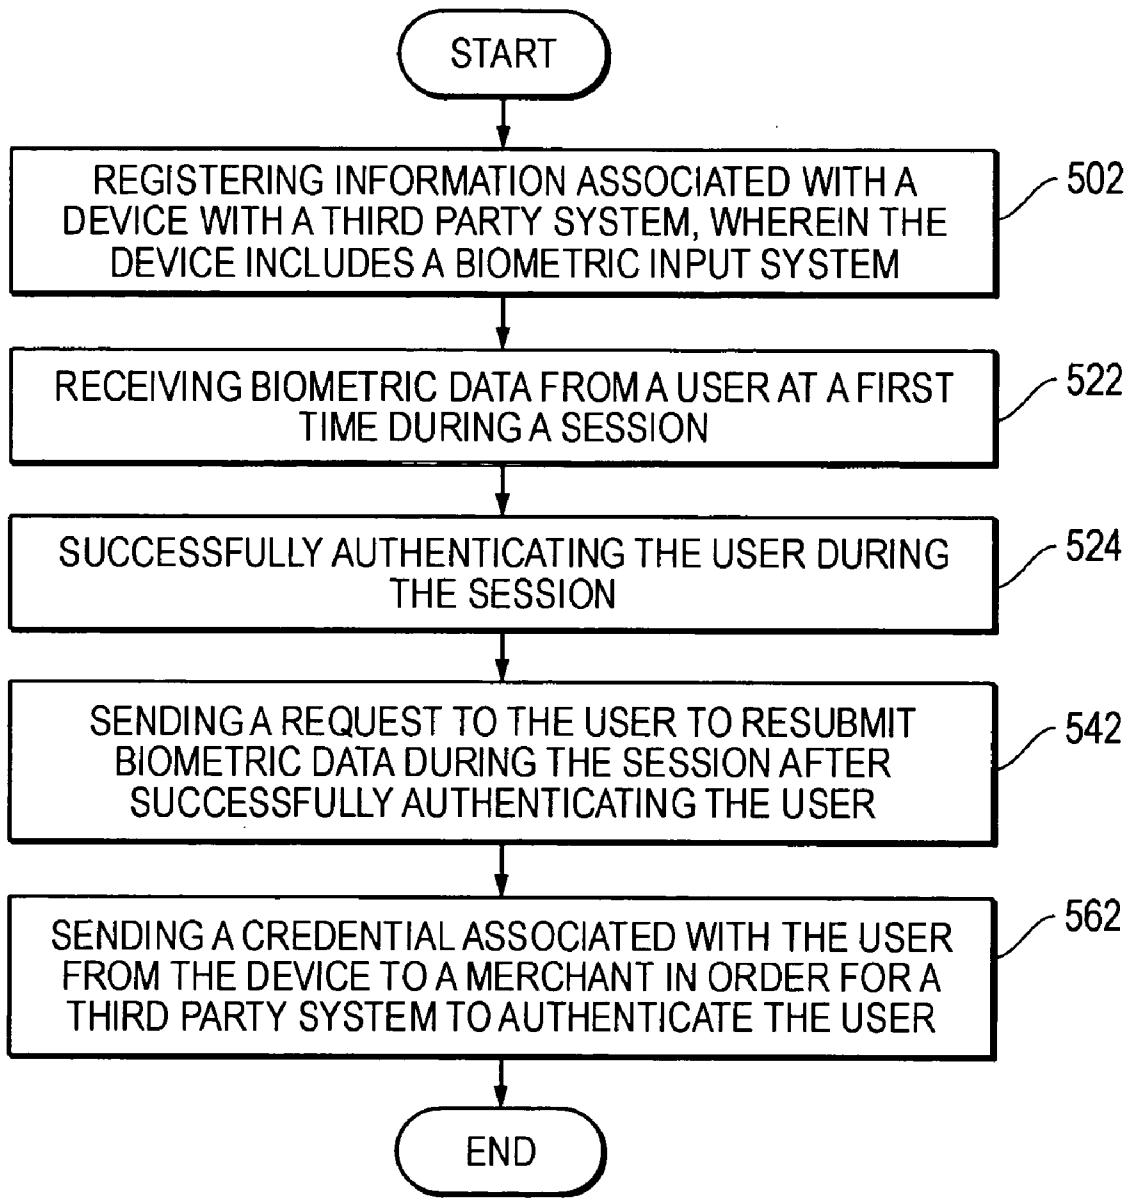 START
REGISTERING INFORMATION ASSOCIATED WITH A
DEVICE WITH A THIRD PARTY SYSTEM, WHEREIN THE
DEVICE INCLUDES A BIOMETRIC INPUT SYSTEM
502
RECEIVING BIOMETRIC DATA FROM A USER AT A FIRST
TIME DURING A SESSION
522
SUCCESSFULLY AUTHENTICATING THE USER DURING
THE SESSION
524
SENDING A REQUEST TO THE USER TO RESUBMIT
BIOMETRIC DATA DURING THE SESSION AFTER
SUCCESSFULLY AUTHENTICATING THE USER
542
SENDING A CREDENTIAL ASSOCIATED WITH THE USER
FROM THE DEVICE TO A MERCHANT IN ORDER FOR A
THIRD PARTY SYSTEM TO AUTHENTICATE THE USER
562
END